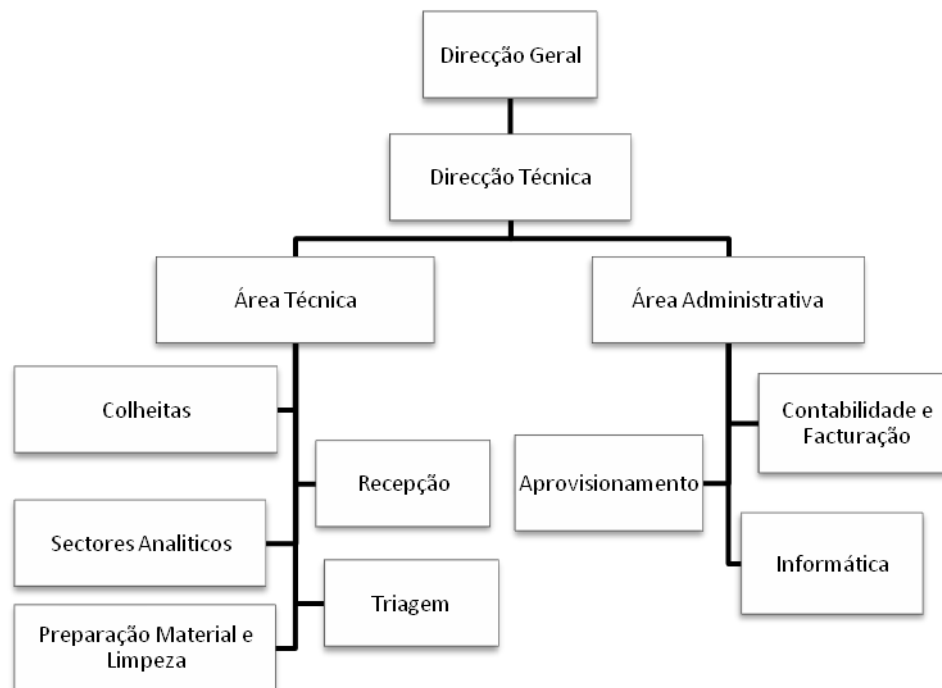 Direcção Geral
Direcção Técnica
Área Técnica
Área Administrativa
Colheitas
Contabilidade e
Facturação
Recepção
Aprovisionamento
Sectores Analiticos
Informática
Triagem
Preparação Material e
Limpeza